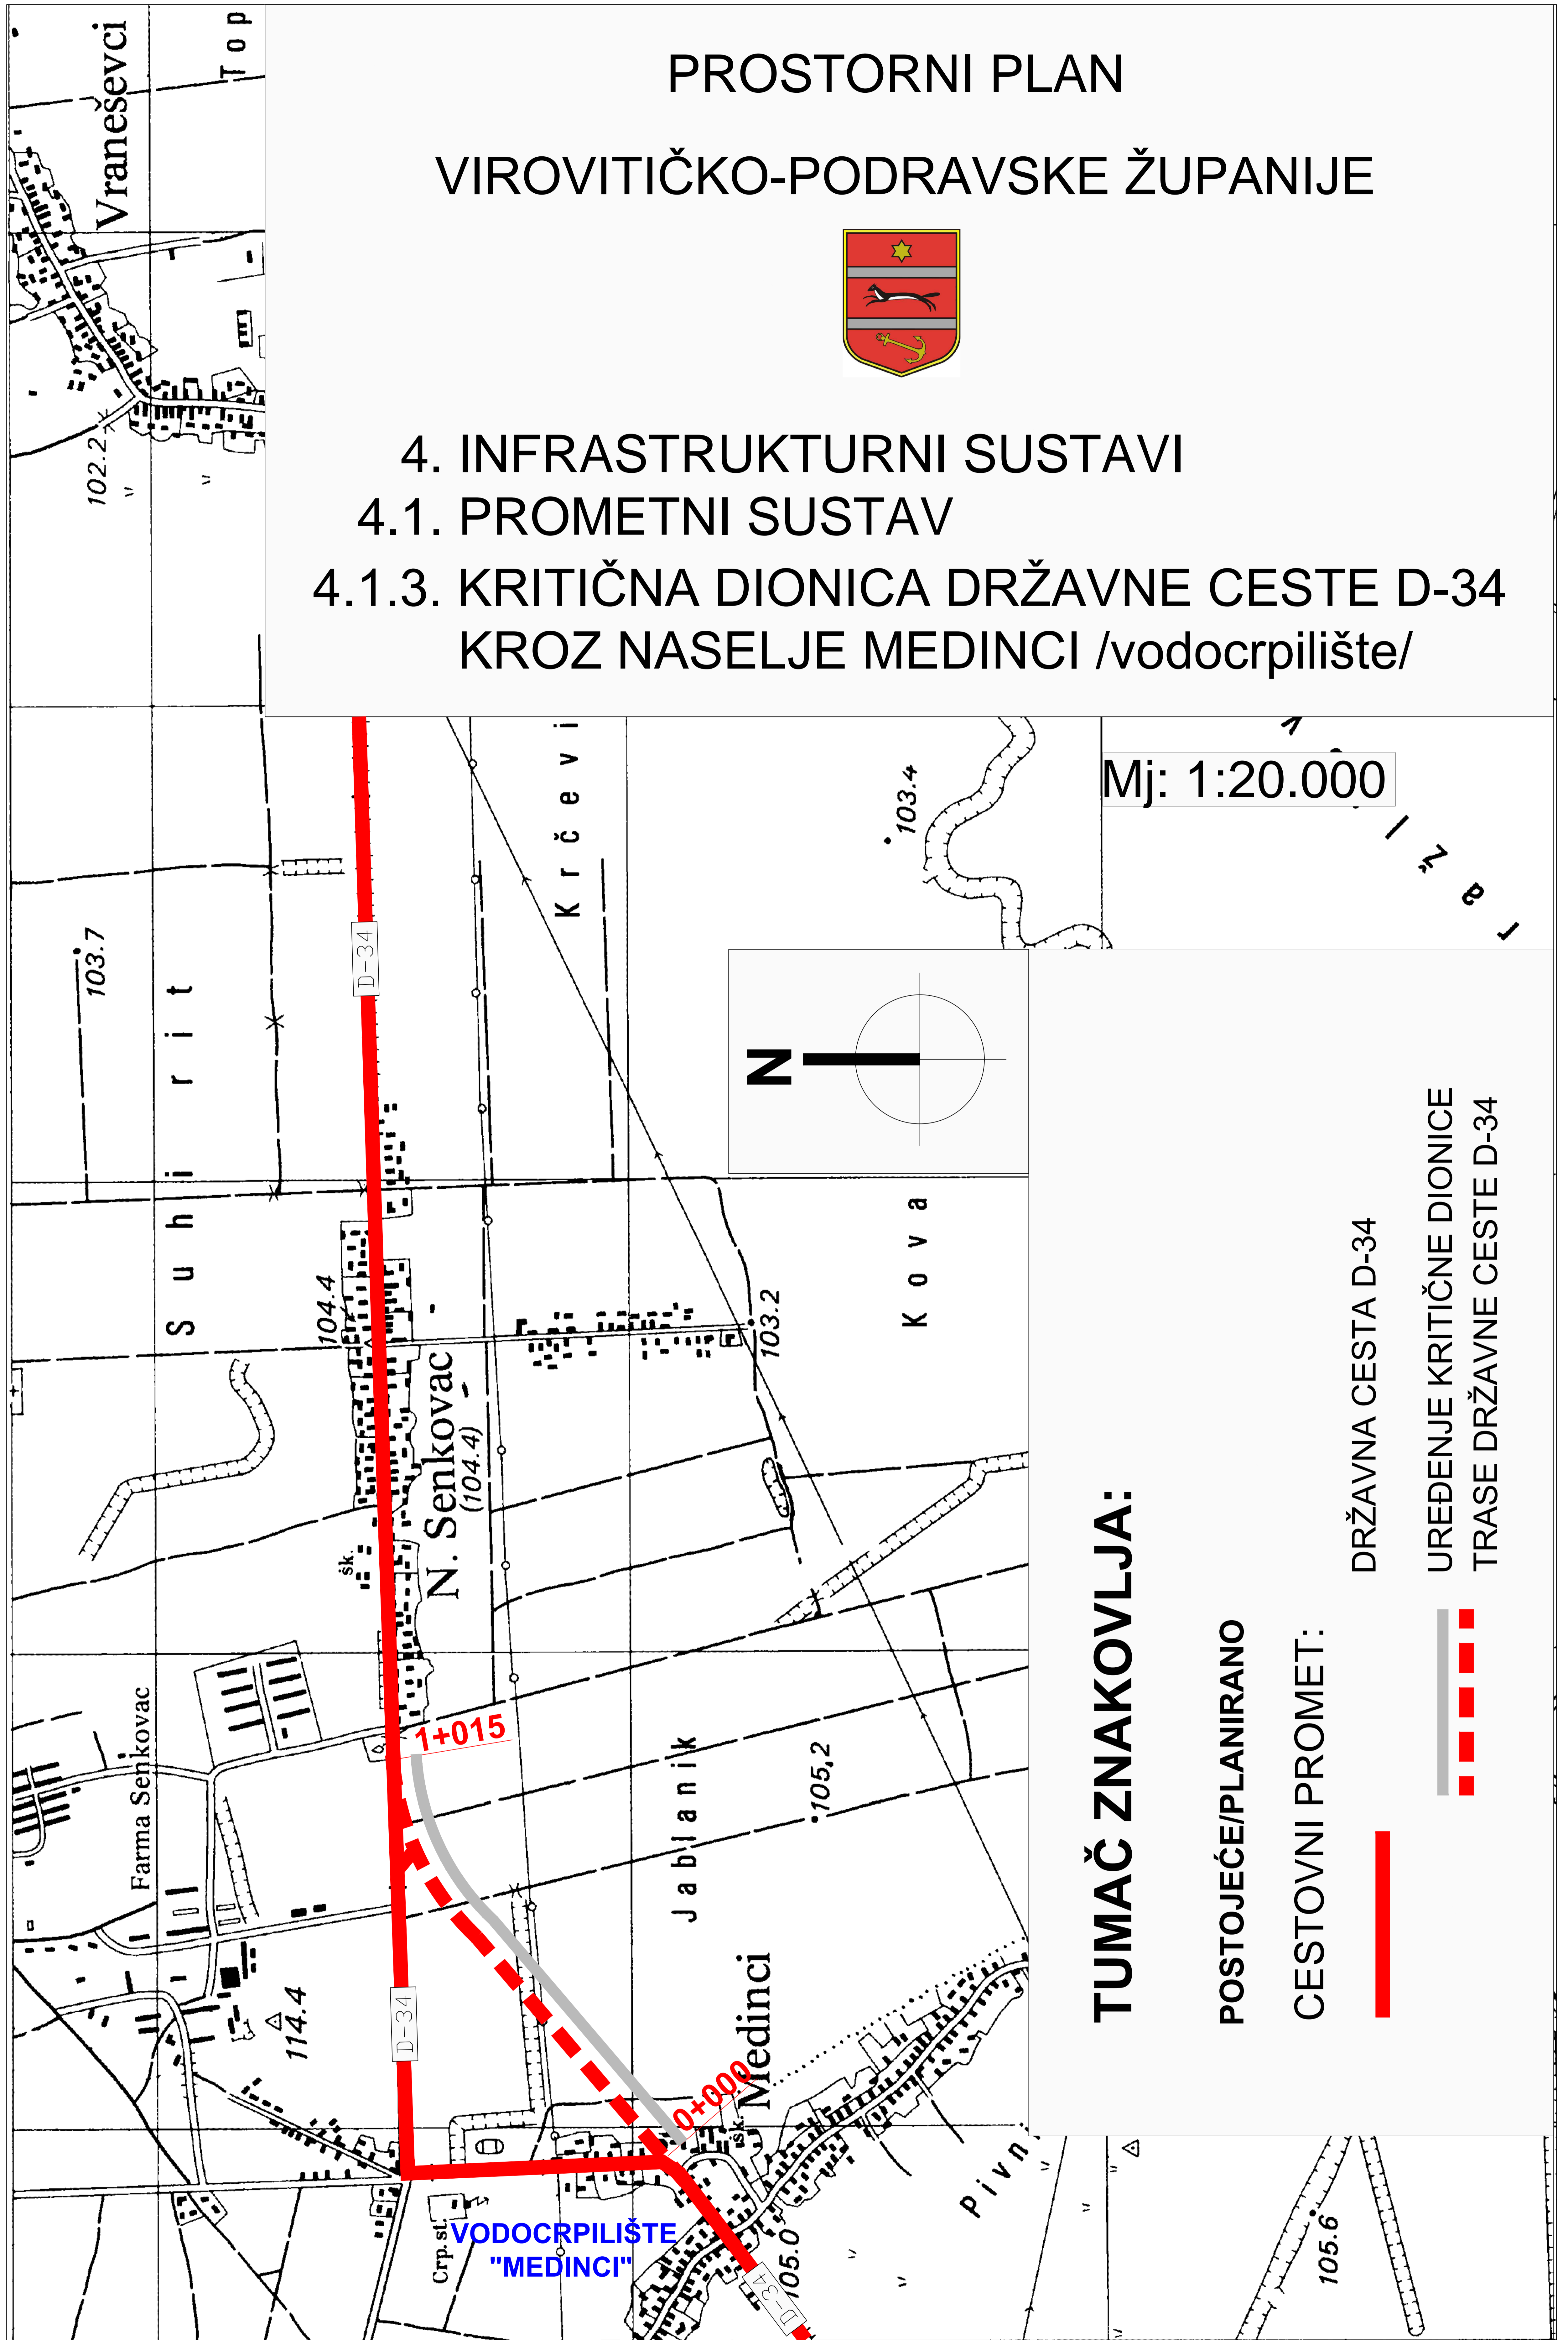 PROSTORNI PLAN
VIROVITIČKO-PODRAVSKE ŽUPANIJE
4. INFRASTRUKTURNI SUSTAVI
4.1. PROMETNI SUSTAV
4.1.3. KRITIČNA DIONICA DRŽAVNE CESTE D-34
KROZ NASELJE MEDINCI /vodocrpilište/
Mj: 1:20.000
Vraneševci
Top
102.2
Krčevi
103.4
ražlj
v
103.7
D-34
Suhi rit
N
104.4
Kova
103.2
N. Senkovac
(104.4)
šk.
Farma Senkovac
1+015
Jablanik
105,2
114.4
D-34
Medinci
0+000
šk.
Pivn
Crp. st.
VODOCRPILIŠTE
"MEDINCI"
105.0
D-34
105.6
TUMAČ ZNAKOVLJA:
POSTOJEĆE/PLANIRANO
CESTOVNI PROMET:
DRŽAVNA CESTA D-34
UREĐENJE KRITIČNE DIONICE
TRASE DRŽAVNE CESTE D-34